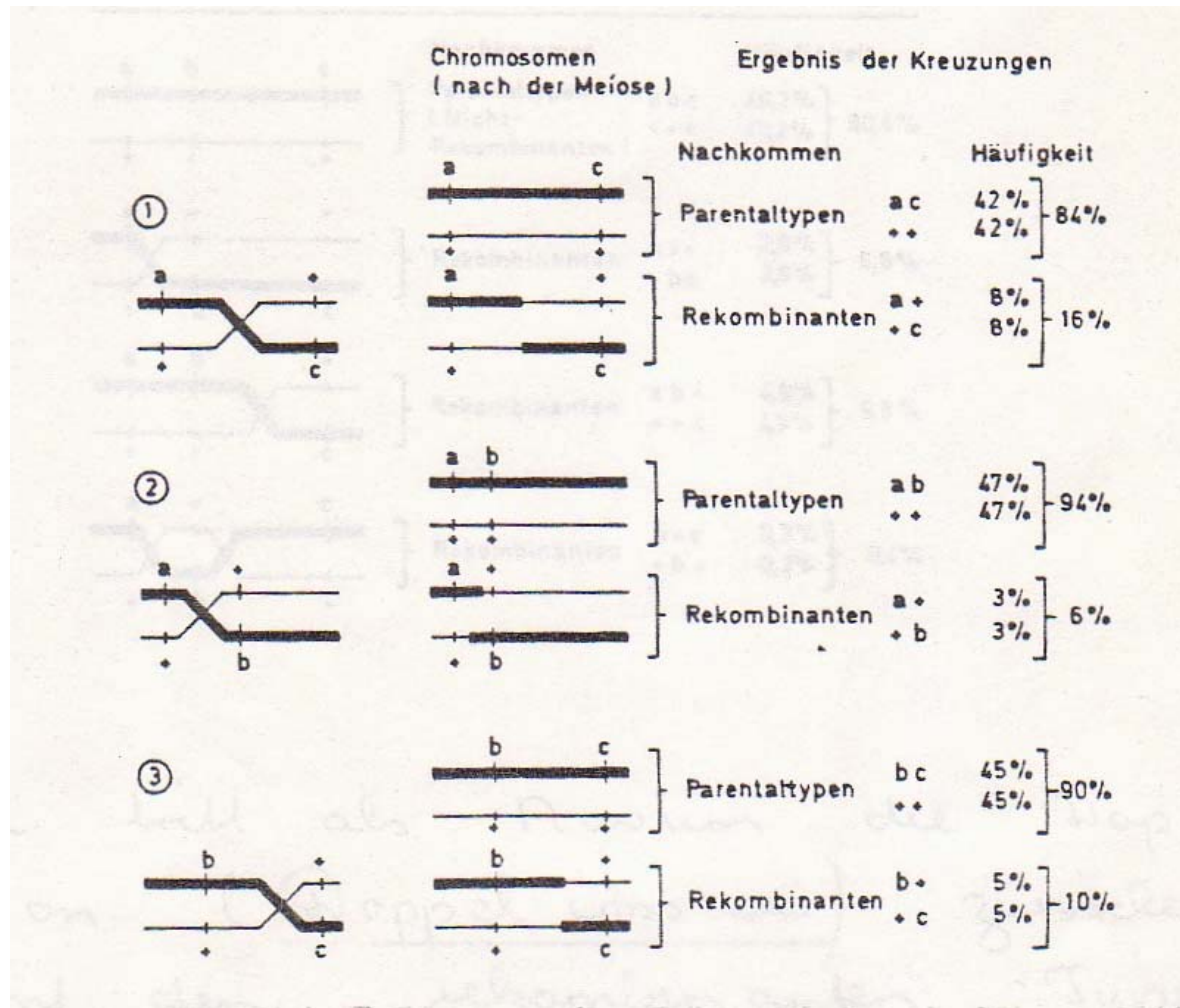 Chromosomen Ergebnis der Kreuzungen
( nach der Meiose )
Nachkommen Häufigkeit
a c
① Parentaltypen a c 42% 84%
+ + 42%
+ +
a + a +
Rekombinanten a + 8% 16%
+ c 8%
+ c + c
a b
② Parentaltypen a b 47% 94%
+ + 47%
+ +
a + a +
Rekombinanten a + 3% 6%
+ b 3%
+ b + b
b c
③ Parentaltypen b c 45% 90%
+ + 45%
+ +
b + b +
Rekombinanten b + 5% 10%
+ c 5%
+ c + c